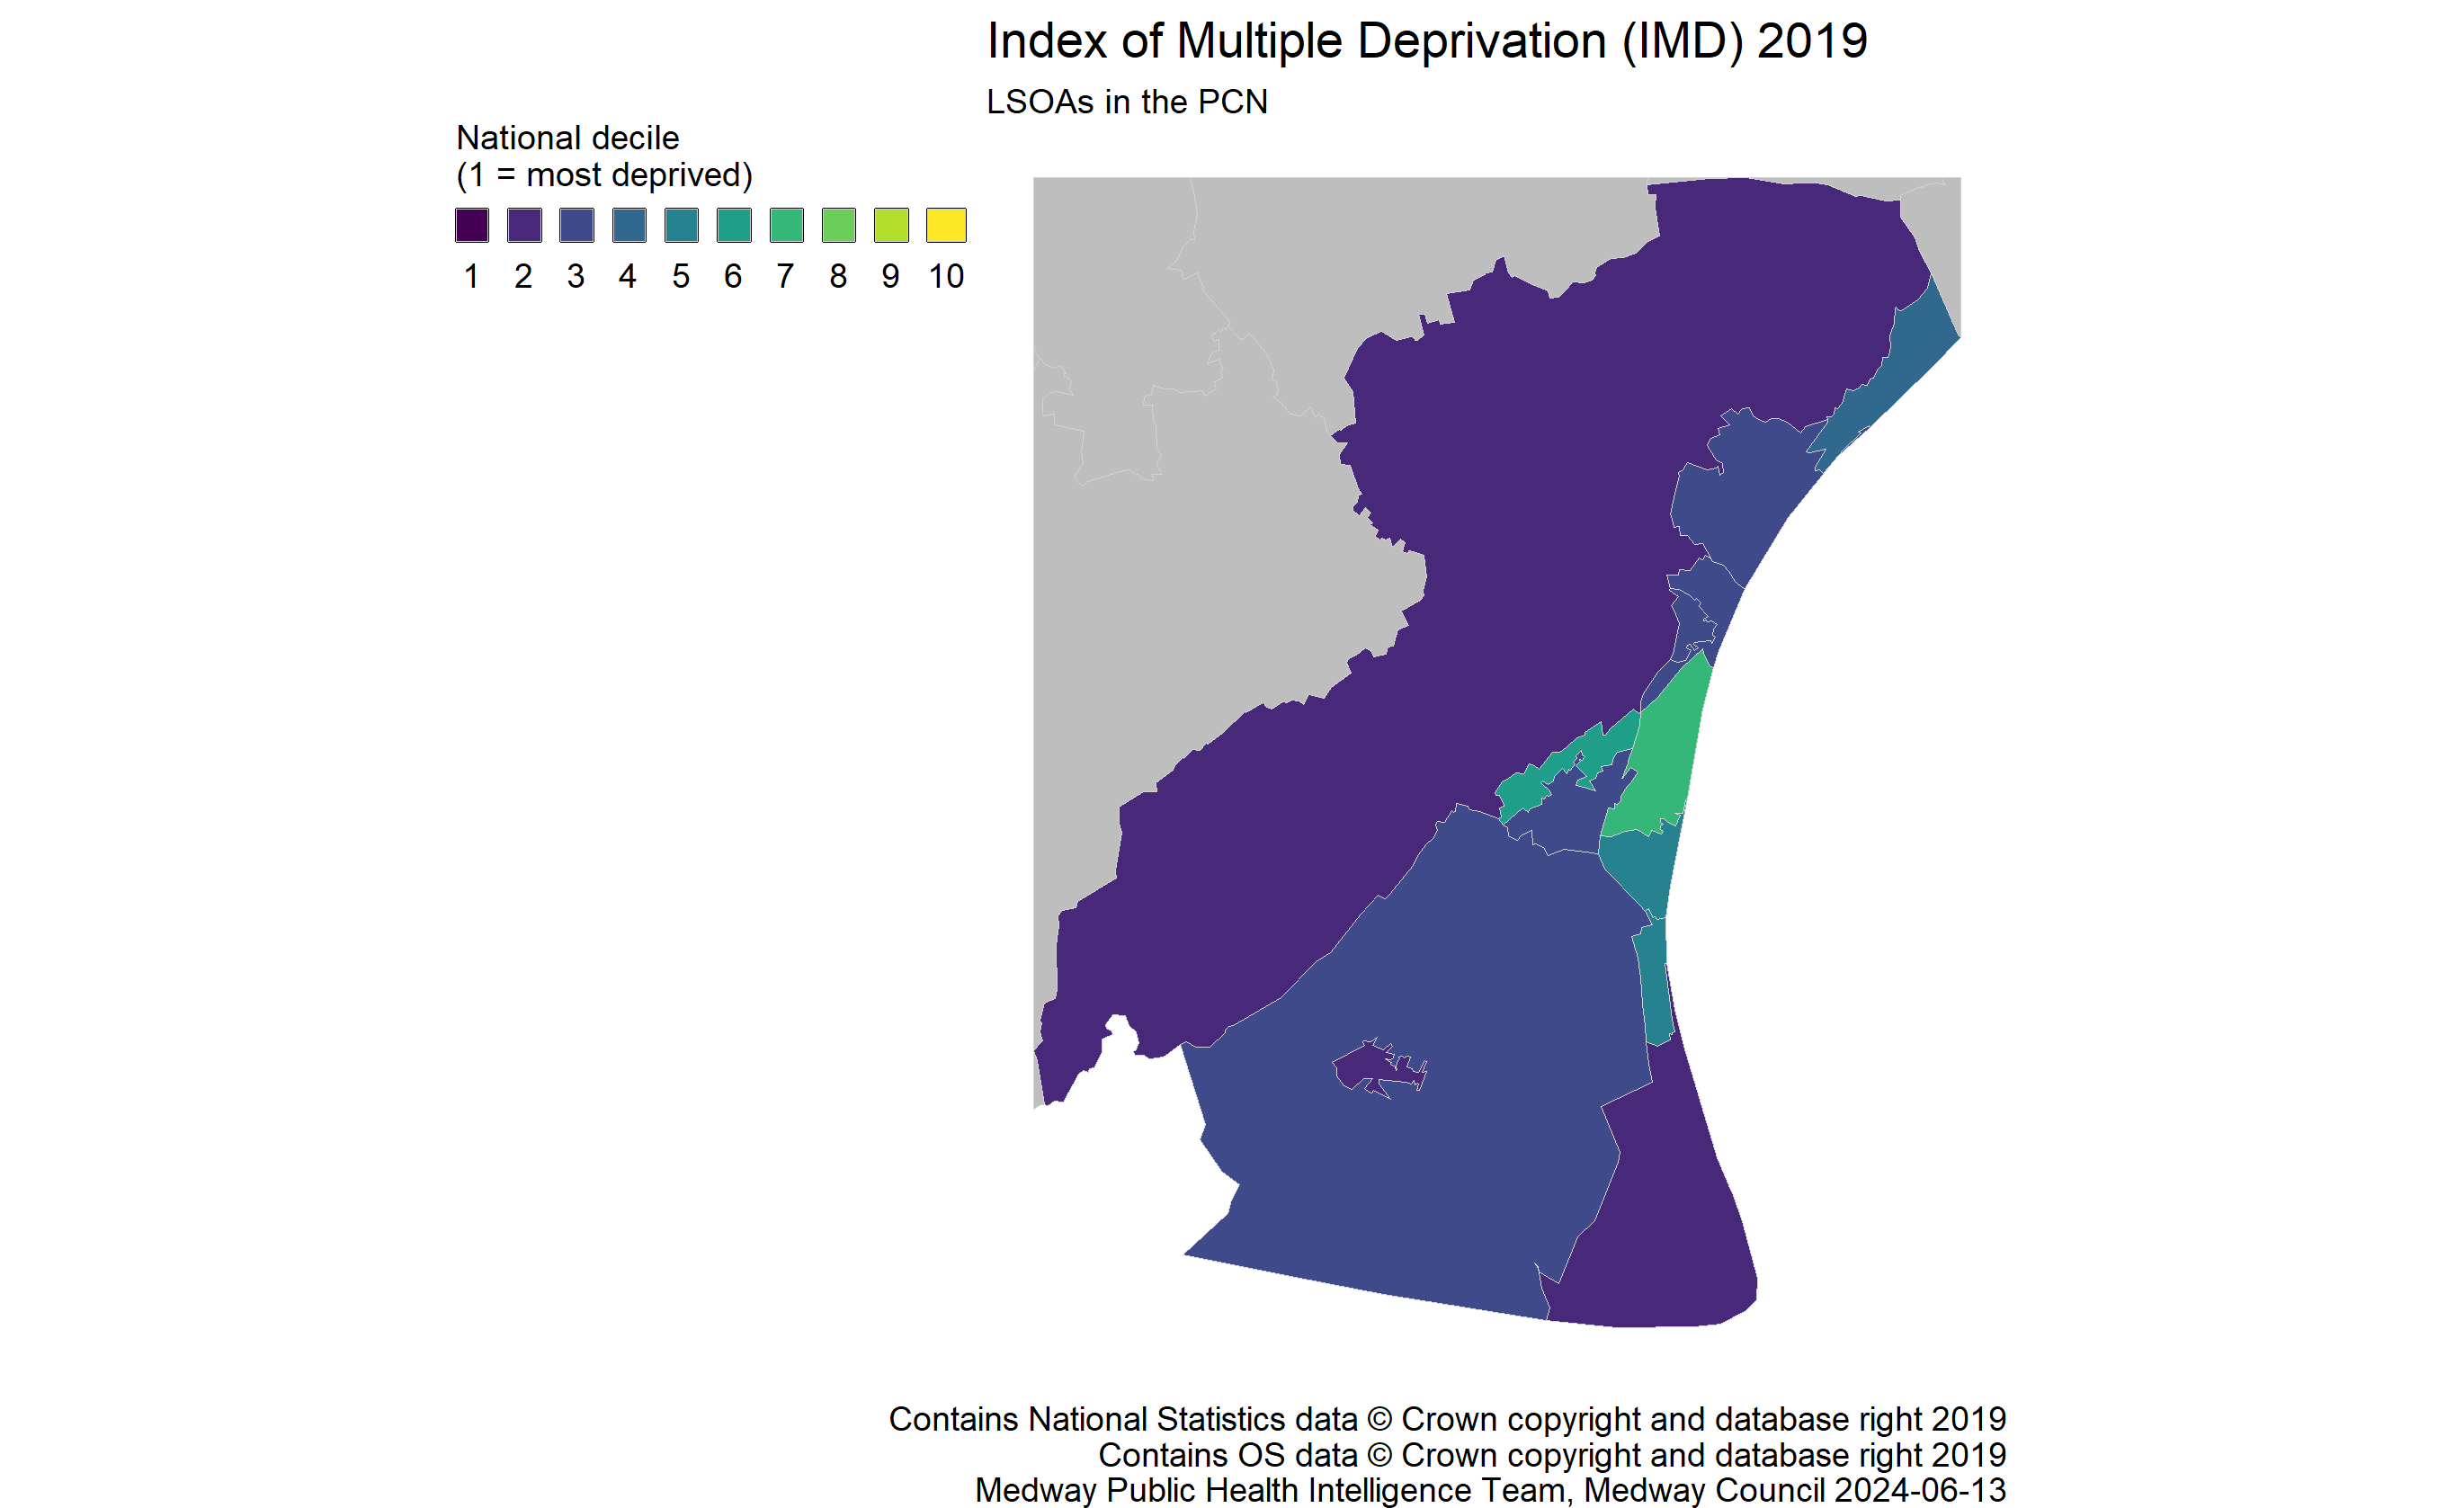 Index of Multiple Deprivation (IMD) 2019
LSOAs in the PCN
National decile
(1 = most deprived)
1 2 3 4 5 6 7 8 9 10
Contains National Statistics data © Crown copyright and database right 2019
Contains OS data © Crown copyright and database right 2019
Medway Public Health Intelligence Team, Medway Council 2024-06-13